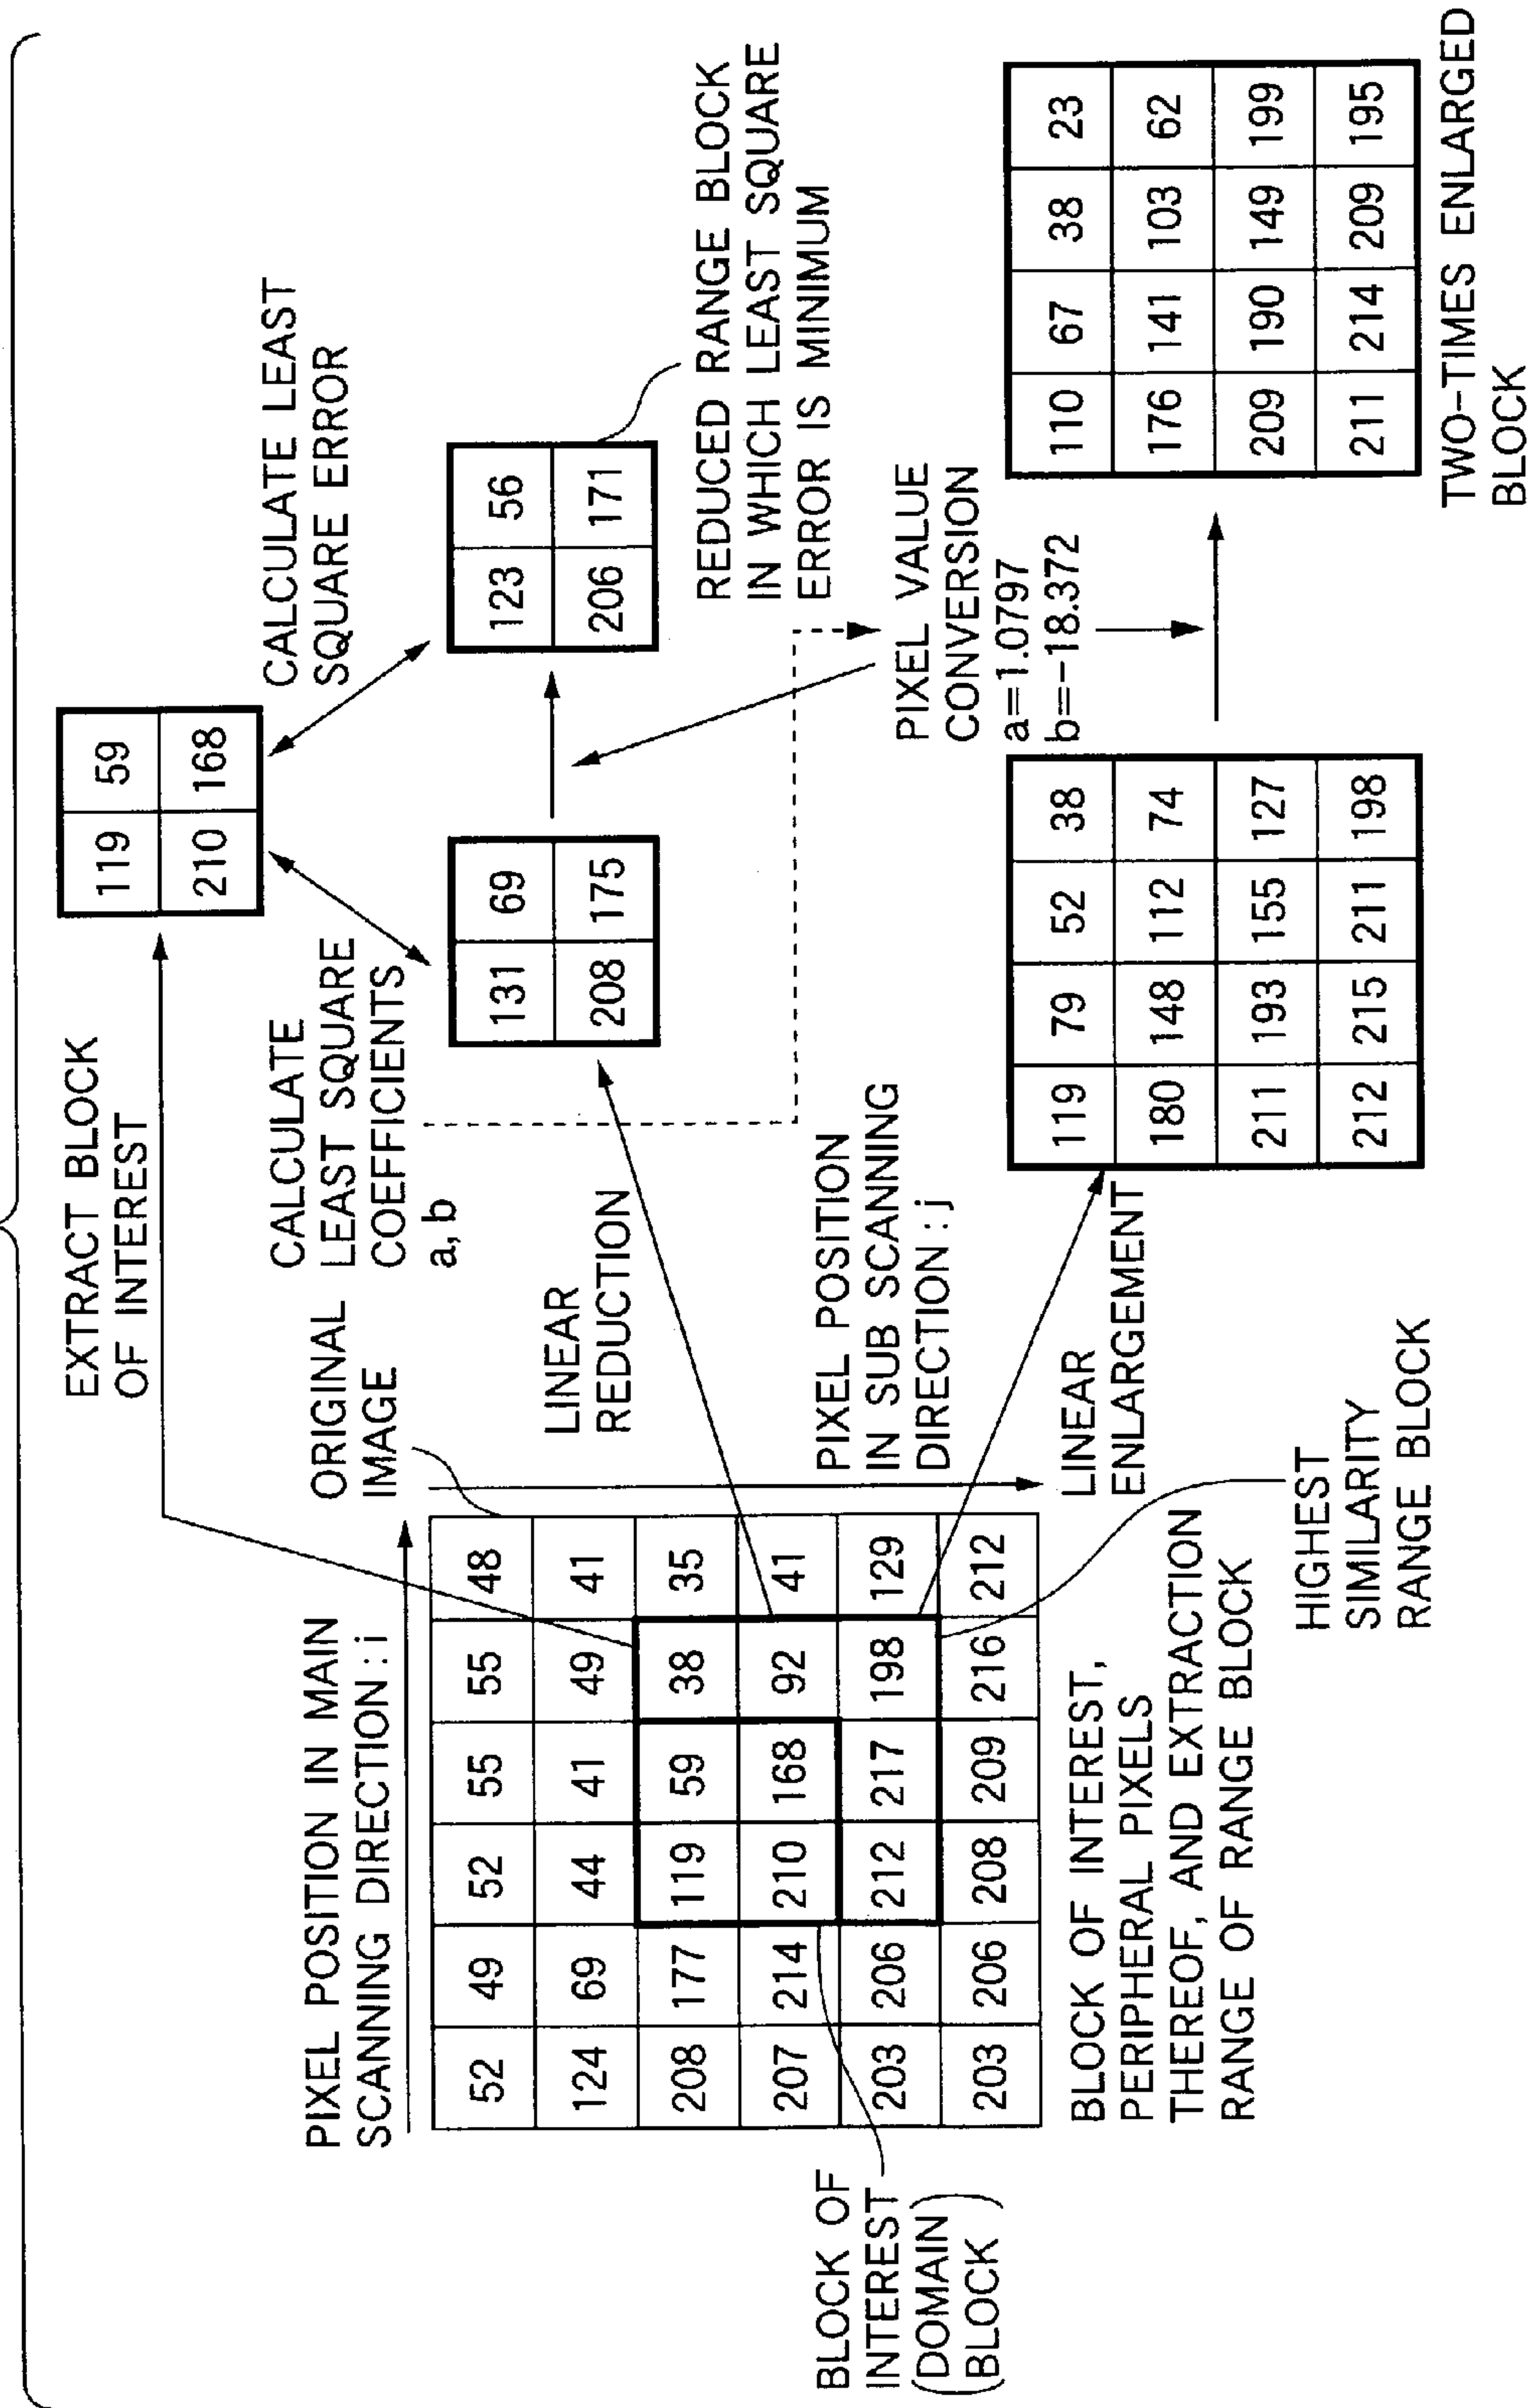 EXTRACT BLOCK
OF INTEREST
119 59
210 168
CALCULATE LEAST
SQUARE ERROR
PIXEL POSITION IN MAIN
SCANNING DIRECTION : i
ORIGINAL
IMAGE
CALCULATE
LEAST SQUARE
COEFFICIENTS
a, b
52 49 52 55 55 48
124 69 44 41 49 41
208 177 119 59 38 35
207 214 210 168 92 41
203 206 212 217 198 129
203 206 208 209 216 212
LINEAR
REDUCTION
131 69
208 175
123 56
206 171
REDUCED RANGE BLOCK
IN WHICH LEAST SQUARE
ERROR IS MINIMUM
BLOCK OF
INTEREST
(DOMAIN
BLOCK)
PIXEL POSITION
IN SUB SCANNING
DIRECTION : j
PIXEL VALUE
CONVERSION
a=1.0797
b=-18.372
BLOCK OF INTEREST,
PERIPHERAL PIXELS
THEREOF, AND EXTRACTION
RANGE OF RANGE BLOCK
LINEAR
ENLARGEMENT
119 79 52 38
180 148 112 74
211 193 155 127
212 215 211 198
110 67 38 23
176 141 103 62
209 190 149 199
211 214 209 195
HIGHEST
SIMILARITY
RANGE BLOCK
TWO-TIMES ENLARGED
BLOCK